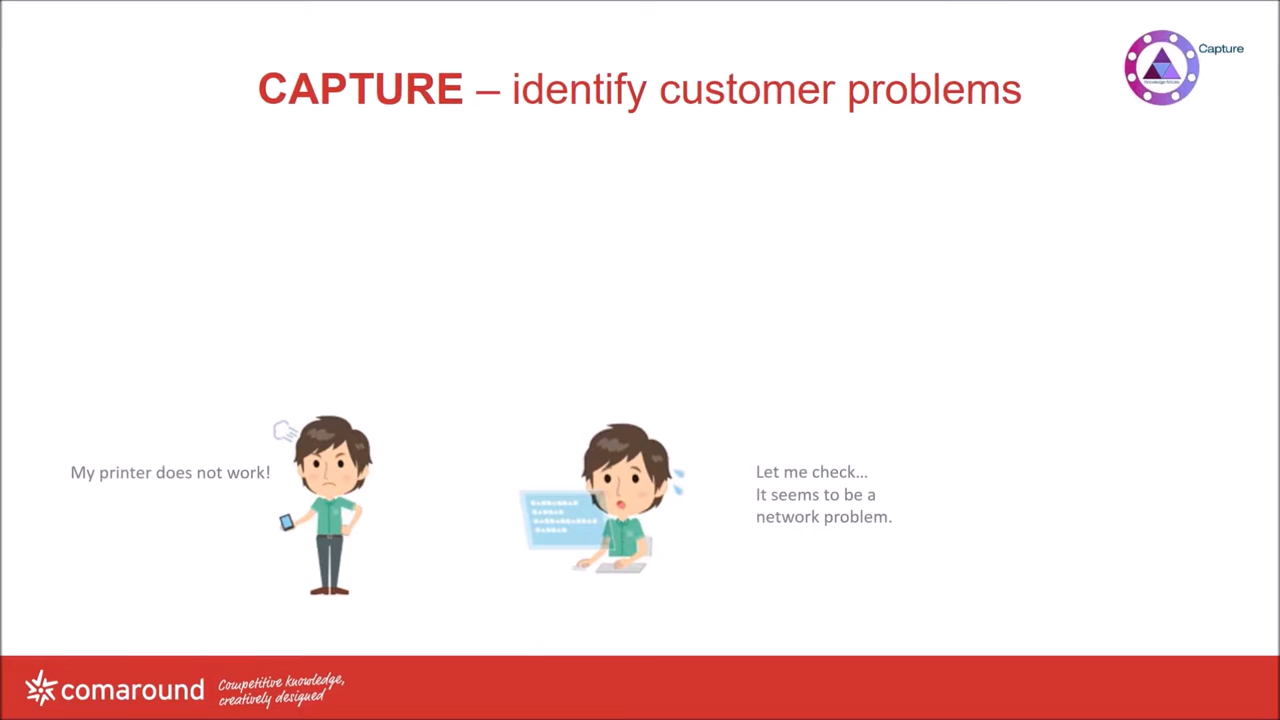 Capture
CAPTURE – identify customer problems
My printer does not work!
Let me check...
It seems to be a
network problem.
comaround
Competitive knowledge,
creatively designed